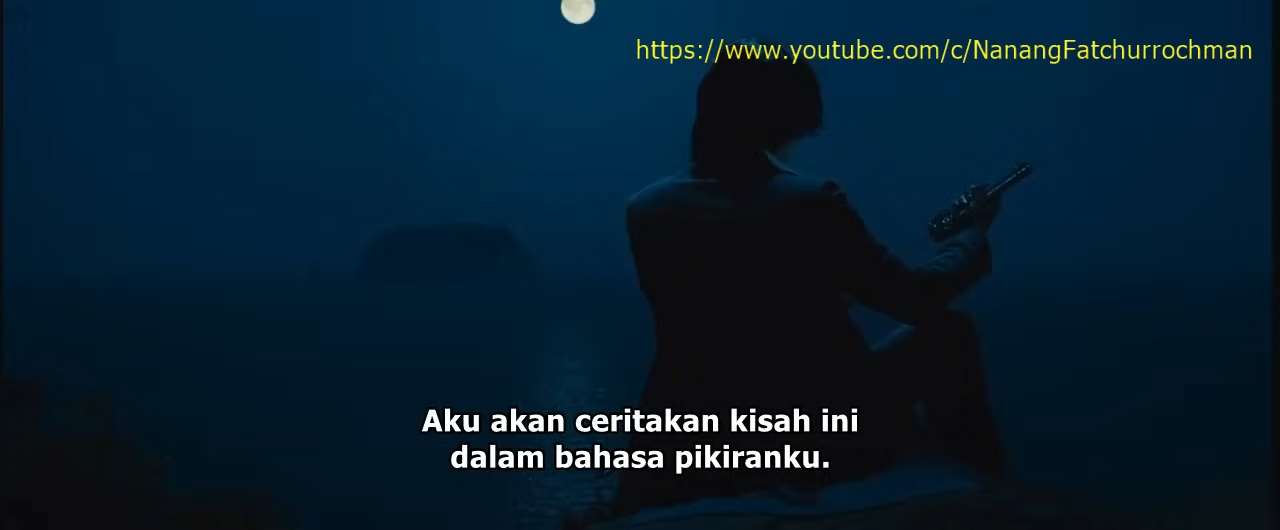 https://www.youtube.com/c/NanangFatchurrochman
Aku akan ceritakan kisah ini
dalam bahasa pikiranku.